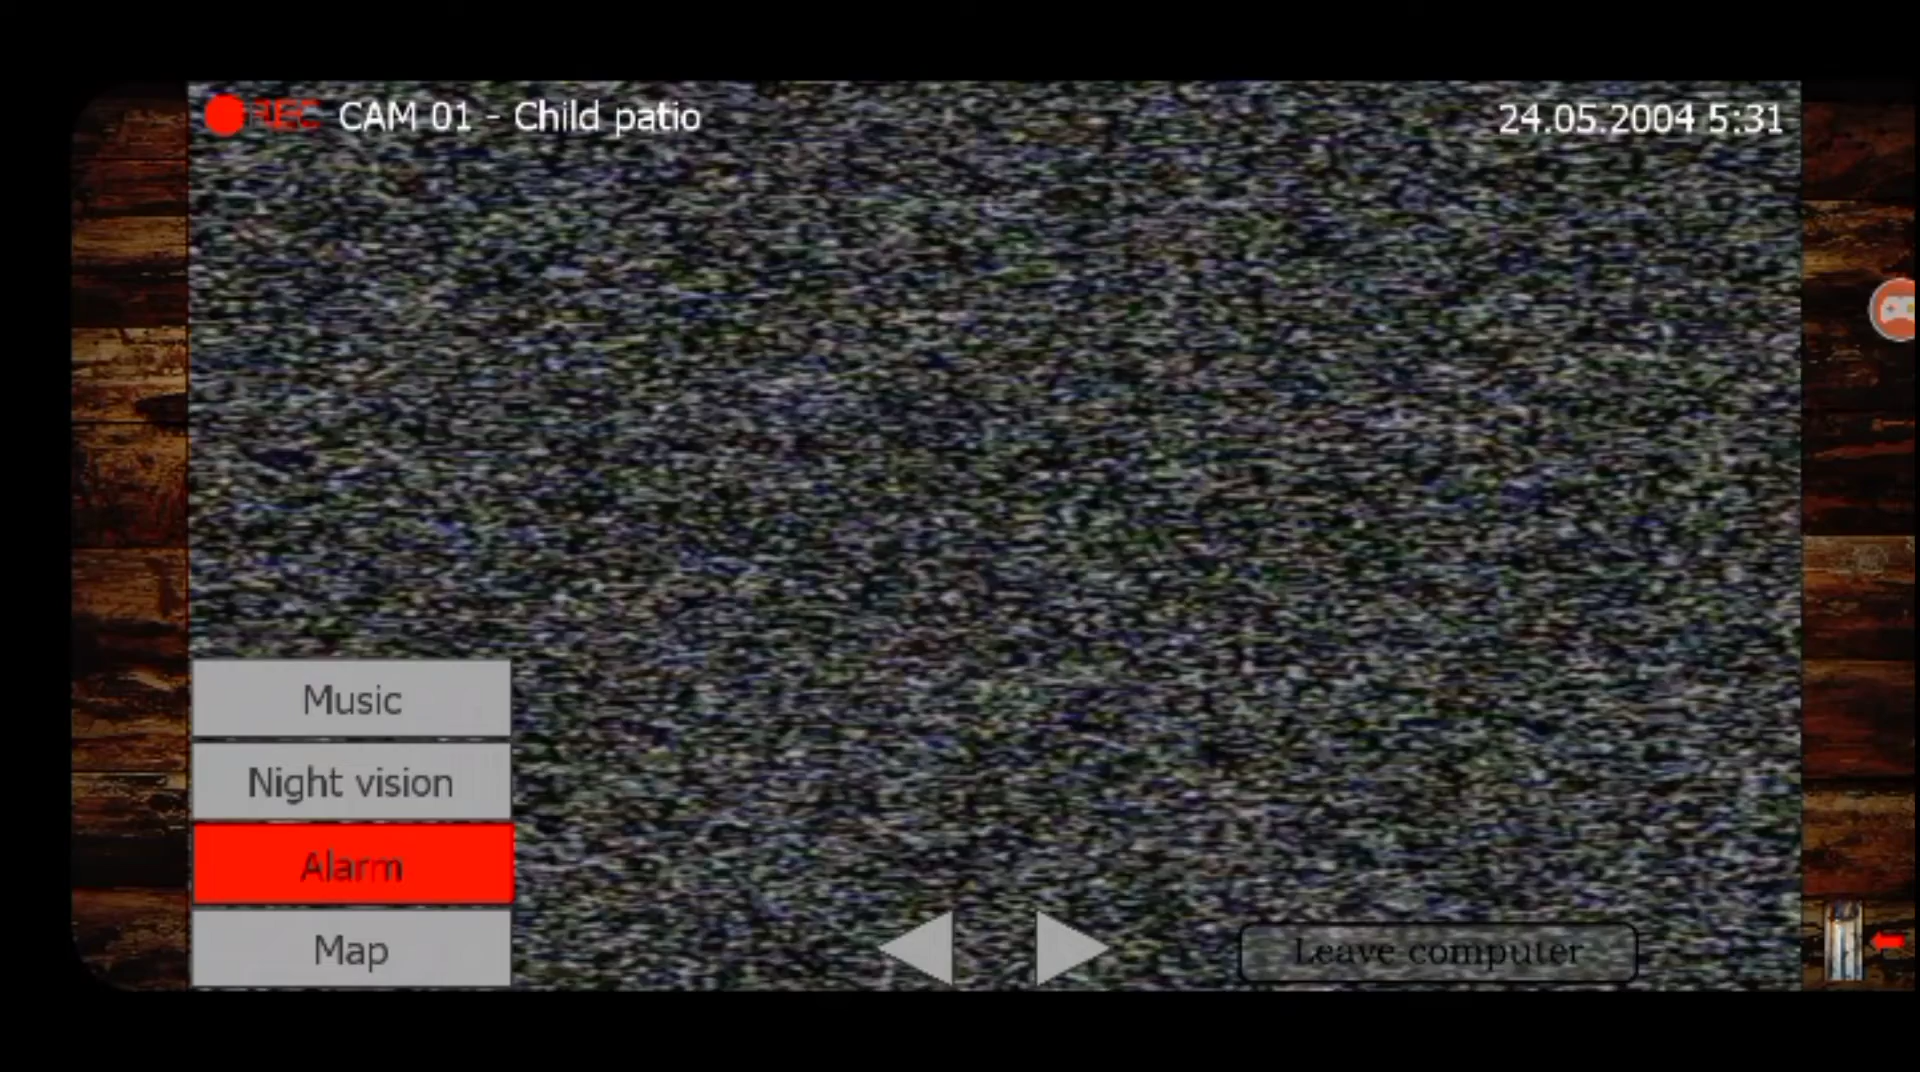 REC CAM 01 - Child patio 24.05.2004 5:31
Music
Night vision
Alarm
Map
Leave computer